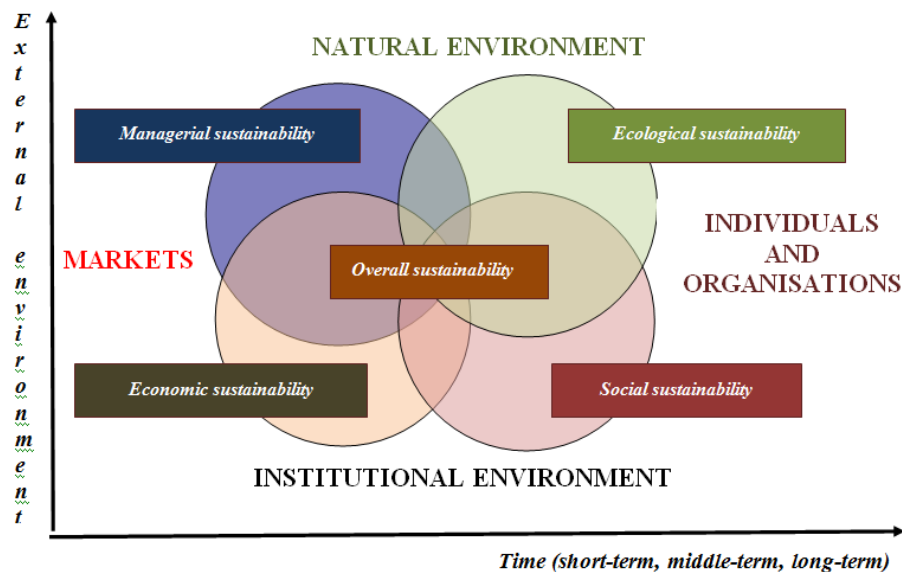 External environment
NATURAL ENVIRONMENT
Managerial sustainability
Ecological sustainability
MARKETS
Overall sustainability
INDIVIDUALS
AND
ORGANISATIONS
Economic sustainability
Social sustainability
INSTITUTIONAL ENVIRONMENT
Time (short-term, middle-term, long-term)